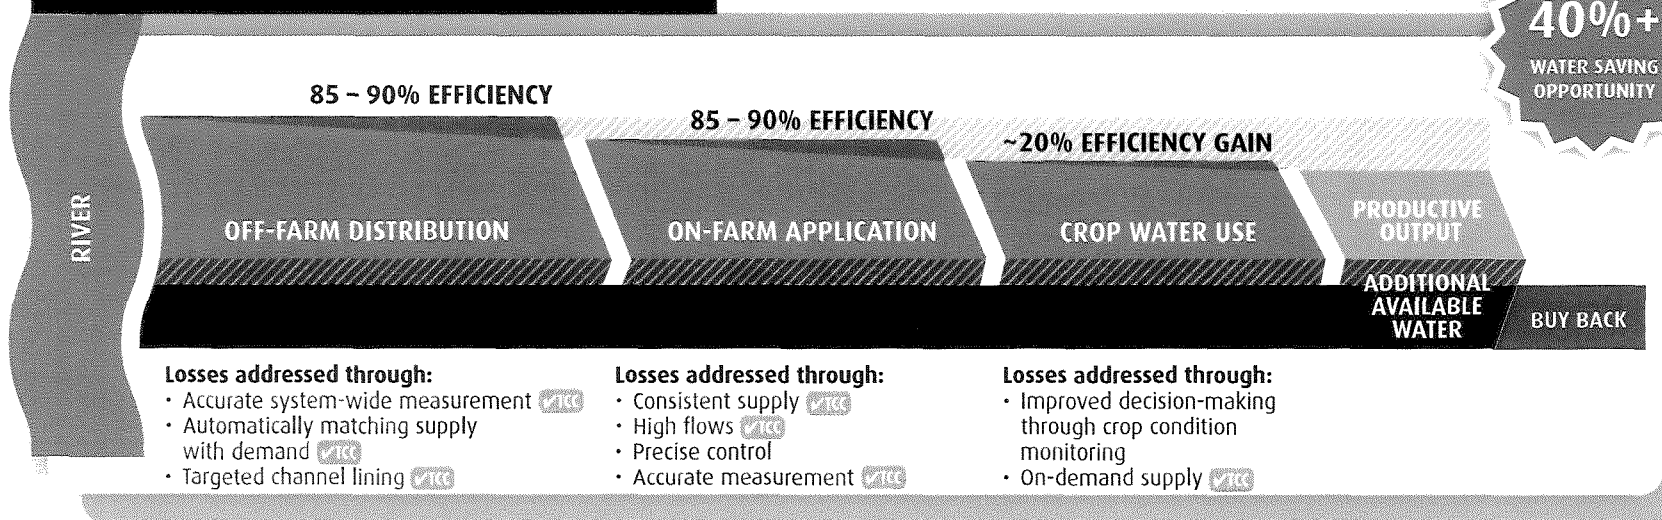 40%+
WATER SAVING
OPPORTUNITY
85 – 90% EFFICIENCY
85 – 90% EFFICIENCY
~20% EFFICIENCY GAIN
RIVER
OFF-FARM DISTRIBUTION
ON-FARM APPLICATION
CROP WATER USE
PRODUCTIVE
OUTPUT
ADDITIONAL
AVAILABLE
WATER
BUY BACK
Losses addressed through:
· Accurate system-wide measurement ✓TCC
· Automatically matching supply
with demand ✓TCC
· Targeted channel lining ✓TCC
Losses addressed through:
· Consistent supply ✓TCC
· High flows ✓TCC
· Precise control
· Accurate measurement ✓TCC
Losses addressed through:
· Improved decision-making
through crop condition
monitoring
· On-demand supply ✓TCC